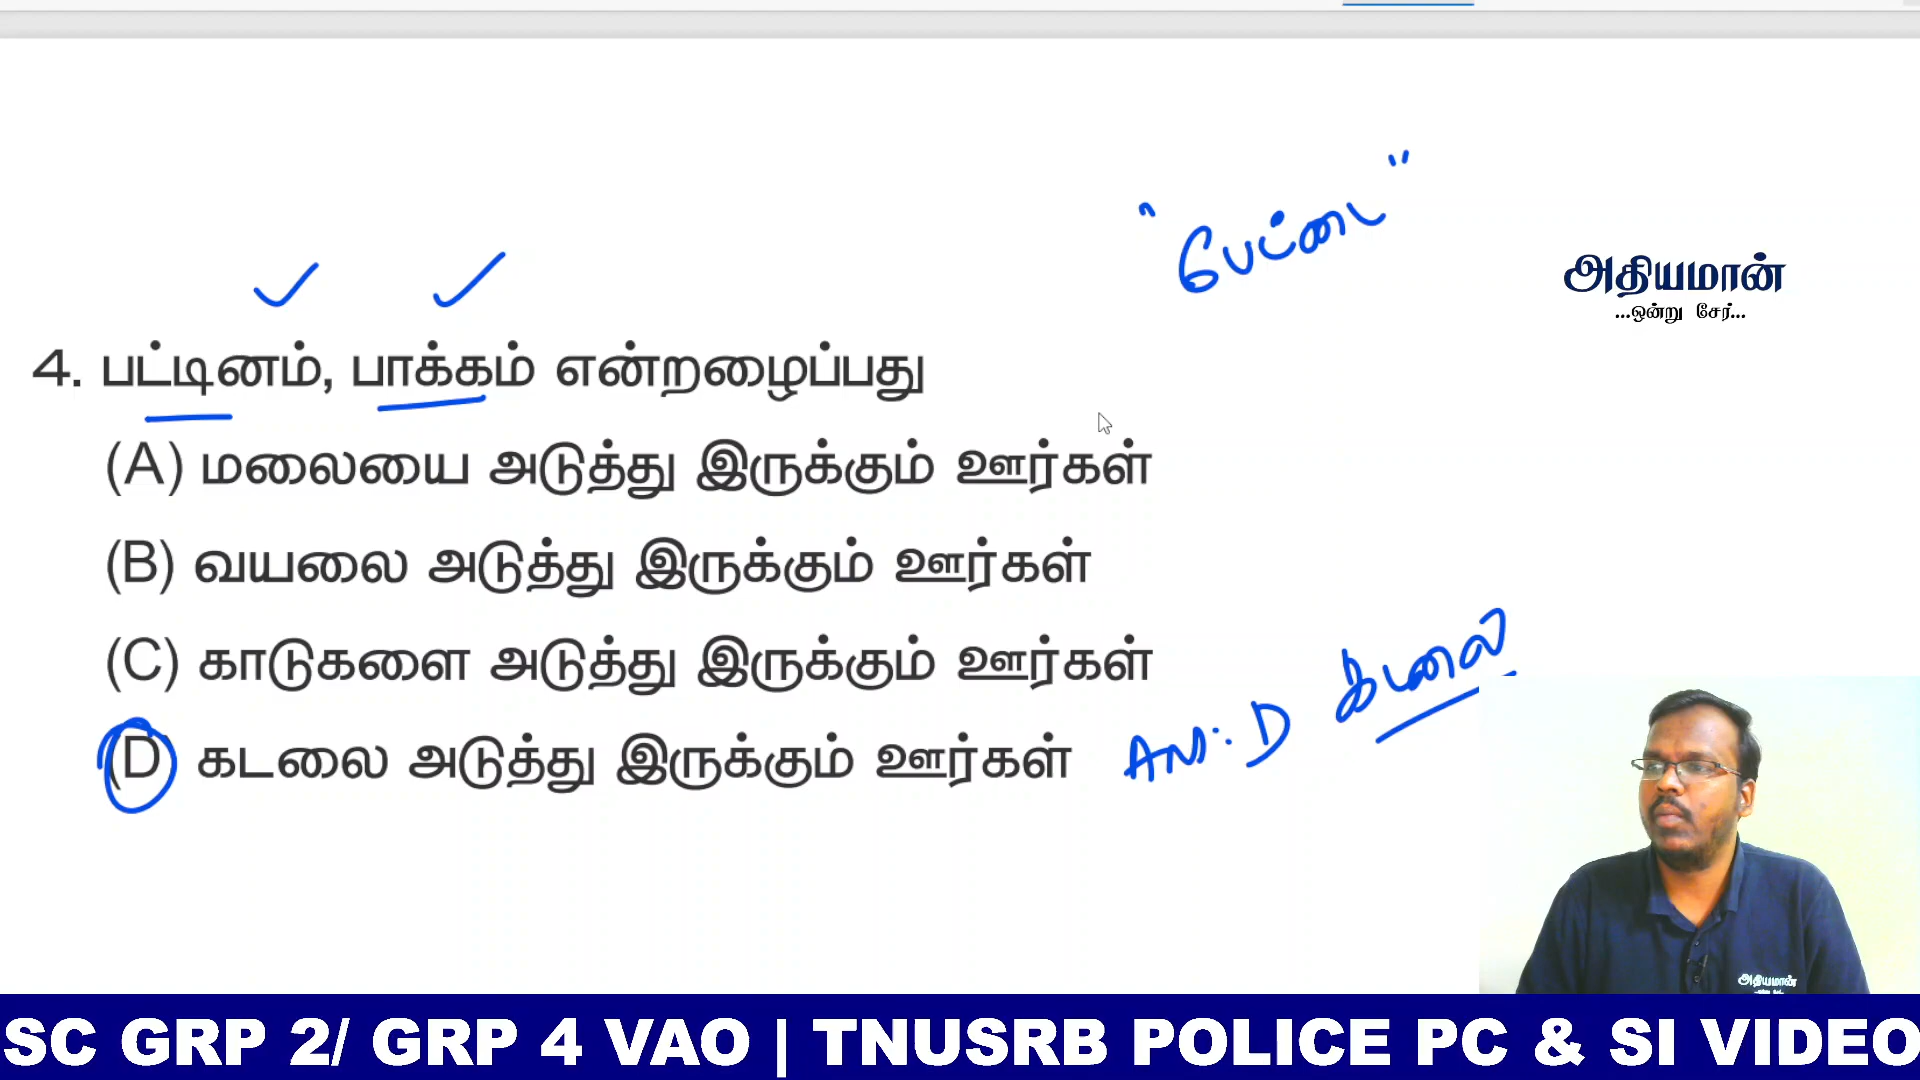 "பேட்டை"
அதியமான்
...ஒன்று சேர்...
4. பட்டினம், பாக்கம் என்றழைப்பது
(A) மலையை அடுத்து இருக்கும் ஊர்கள்
(B) வயலை அடுத்து இருக்கும் ஊர்கள்
(C) காடுகளை அடுத்து இருக்கும் ஊர்கள்
(D) கடலை அடுத்து இருக்கும் ஊர்கள்
Ans: D
அதியமான்
SC GRP 2/ GRP 4 VAO | TNUSRB POLICE PC & SI VIDEO